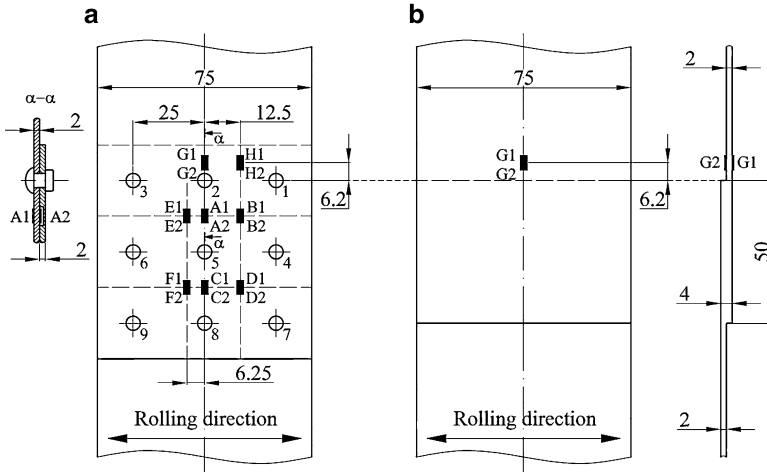 a
b
α-α
75
75
2
2
25
12.5
α
G1
H1
G2
H2
3
2
1
6.2
G1
G2
6.2
G2
G1
A1
A2
E1
A1
B1
E2
A2
B2
α
2
6
5
4
50
F1
C1
D1
F2
C2
D2
4
9
8
7
6.25
Rolling direction
Rolling direction
2